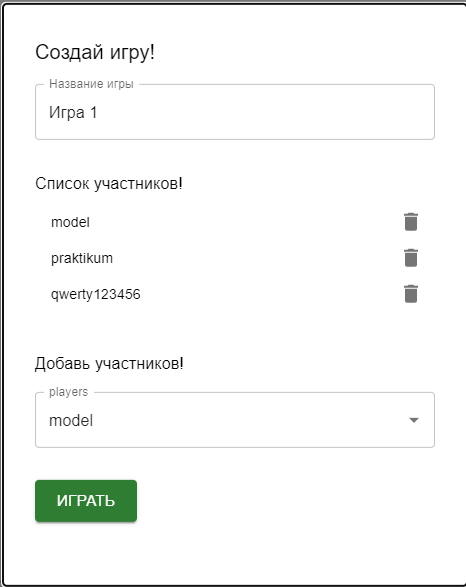 Создай игру!
Название игры
Игра 1
Список участников!
model
praktikum
qwerty123456
Добавь участников!
players
model
ИГРАТЬ